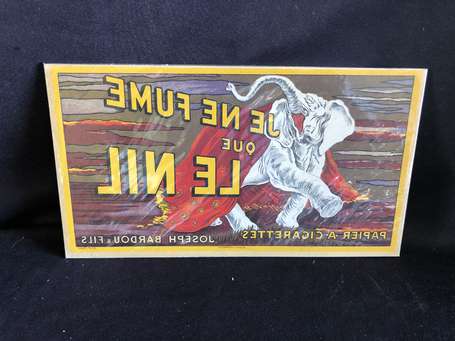 JE NE FUME
QUE
LE NIL
PAPIER A CIGARETTES JOSEPH BARDOU & FILS